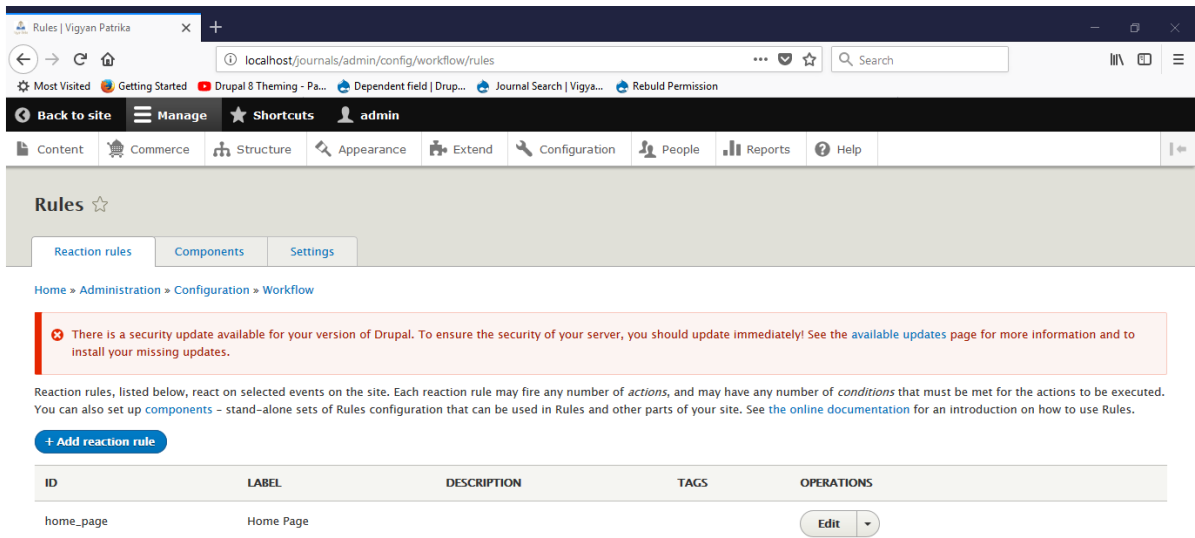 Rules | Vigyan Patrika
localhost/journals/admin/config/workflow/rules
Search
Most Visited Getting Started Drupal 8 Theming - Pa... Dependent field | Drup... Journal Search | Vigya... Rebuld Permission
Back to site Manage Shortcuts admin
Content Commerce Structure Appearance Extend Configuration People Reports Help
Rules
Reaction rules Components Settings
Home » Administration » Configuration » Workflow
There is a security update available for your version of Drupal. To ensure the security of your server, you should update immediately! See the available updates page for more information and to
install your missing updates.
Reaction rules, listed below, react on selected events on the site. Each reaction rule may fire any number of actions, and may have any number of conditions that must be met for the actions to be executed.
You can also set up components – stand-alone sets of Rules configuration that can be used in Rules and other parts of your site. See the online documentation for an introduction on how to use Rules.
+ Add reaction rule
ID LABEL DESCRIPTION TAGS OPERATIONS
home_page Home Page Edit